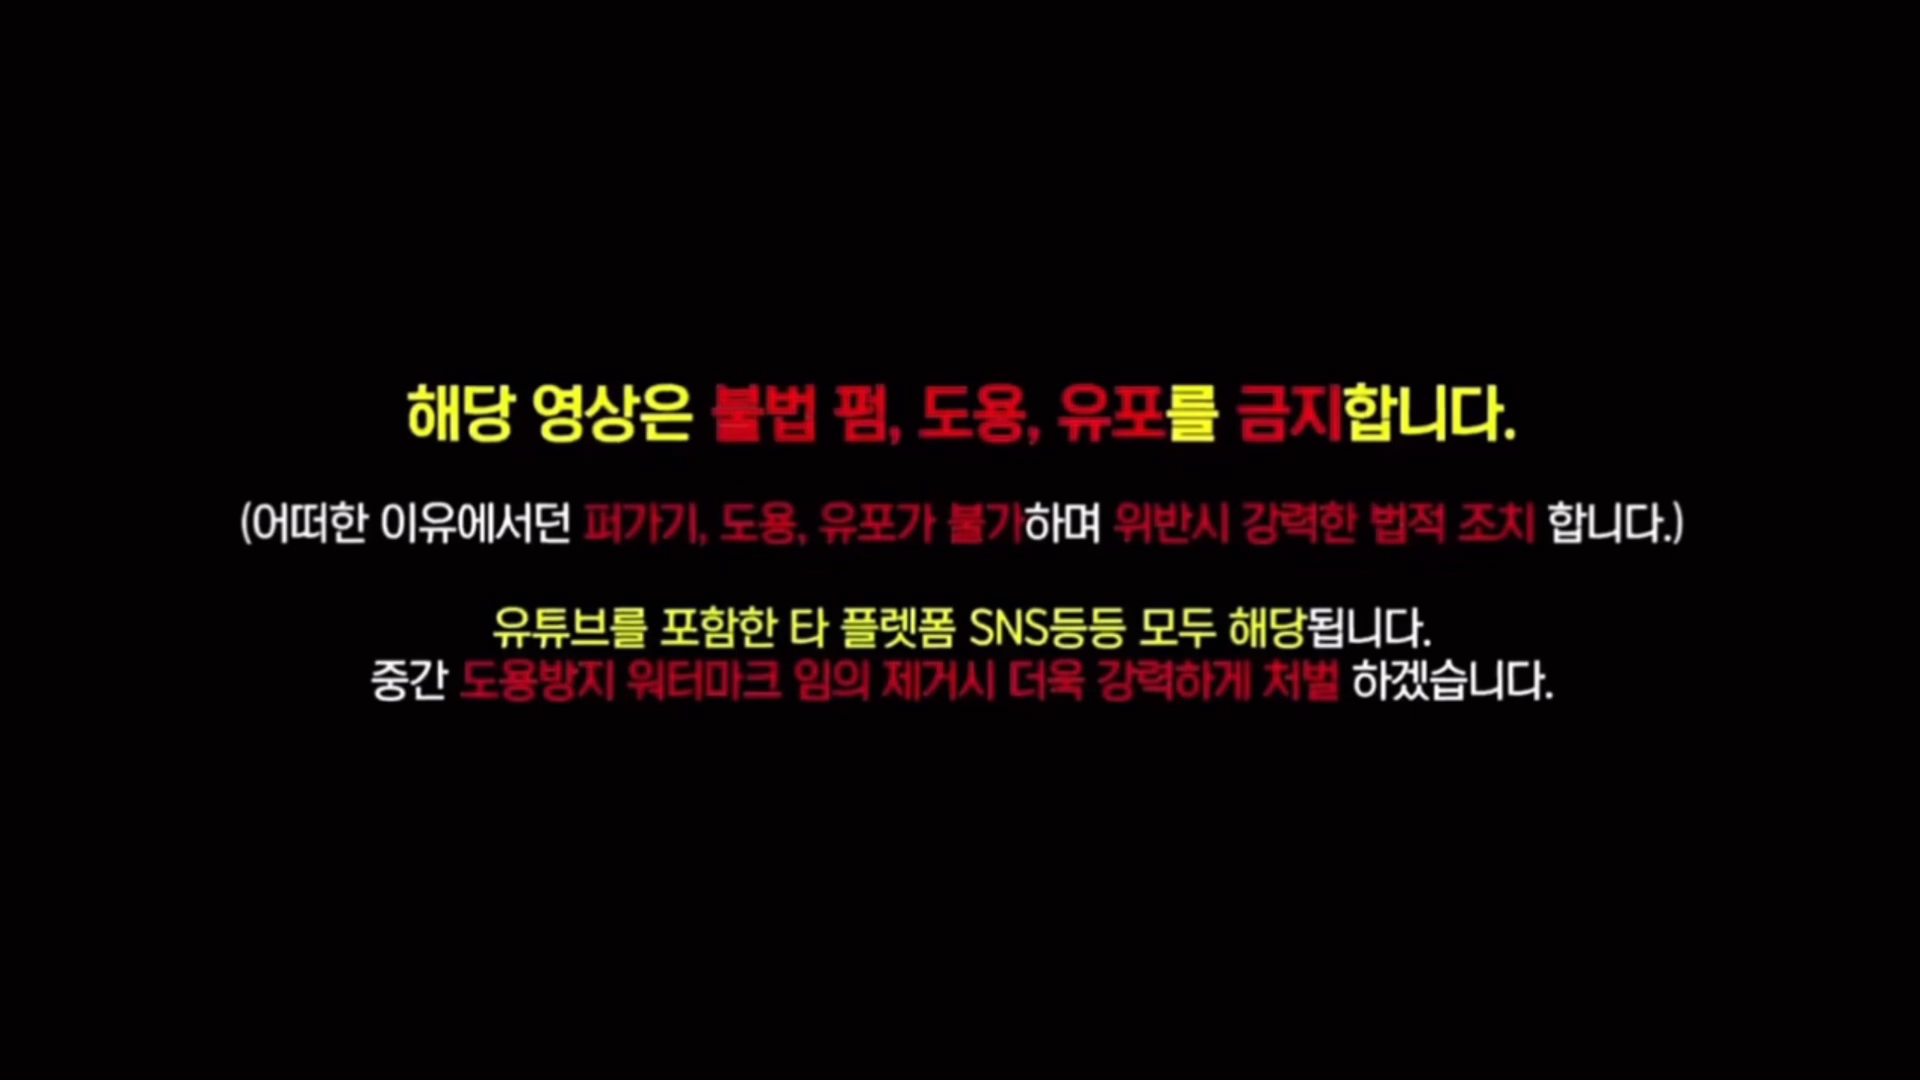 해당 영상은 불법 펌, 도용, 유포를 금지합니다.
(어떠한 이유에서던 퍼가기, 도용, 유포가 불가하며 위반시 강력한 법적 조치 합니다.)
유튜브를 포함한 타 플렛폼 SNS등등 모두 해당됩니다.
중간 도용방지 워터마크 임의 제거시 더욱 강력하게 처벌 하겠습니다.